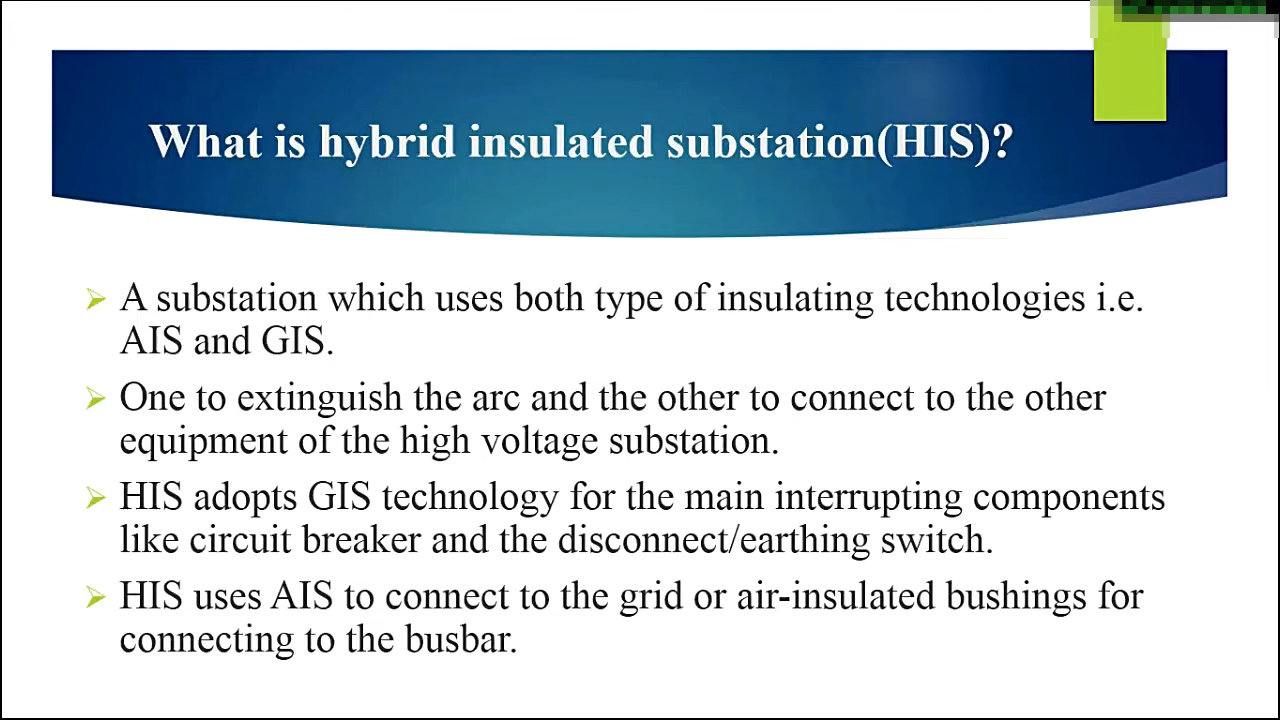 What is hybrid insulated substation(HIS)?
A substation which uses both type of insulating technologies i.e.
AIS and GIS.
One to extinguish the arc and the other to connect to the other
equipment of the high voltage substation.
HIS adopts GIS technology for the main interrupting components
like circuit breaker and the disconnect/earthing switch.
HIS uses AIS to connect to the grid or air-insulated bushings for
connecting to the busbar.